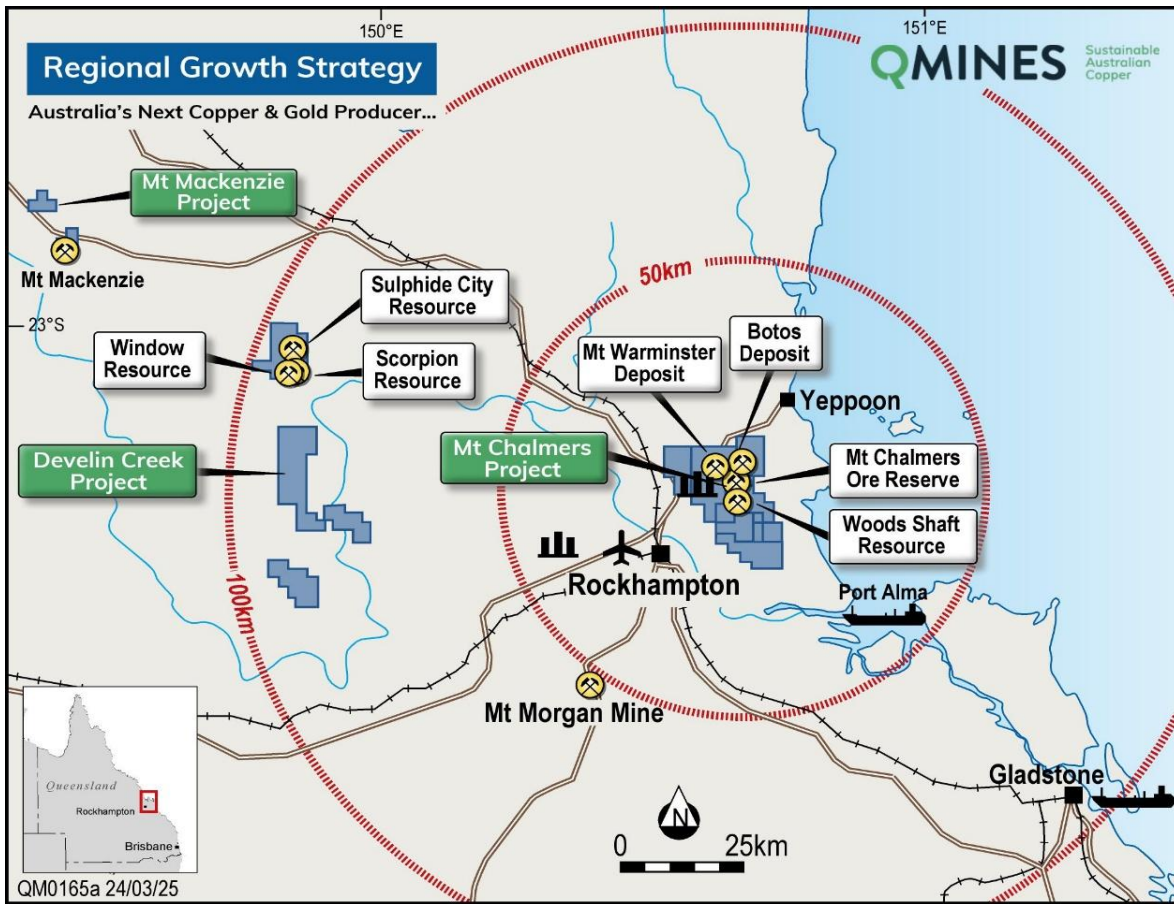 150°E
151°E
Regional Growth Strategy
Australia's Next Copper & Gold Producer...
QMINES
Sustainable
Australian
Copper
Mt Mackenzie
Project
Mt Mackenzie
50km
Sulphide City
Resource
23°S
Botos
Deposit
Window
Resource
Scorpion
Resource
Mt Warminster
Deposit
Yeppoon
Develin Creek
Project
Mt Chalmers
Project
Mt Chalmers
Ore Reserve
Woods Shaft
Resource
100km
Rockhampton
Port Alma
Mt Morgan Mine
Gladstone
Queensland
Rockhampton
Brisbane
N
0 25km
QM0165a 24/03/25